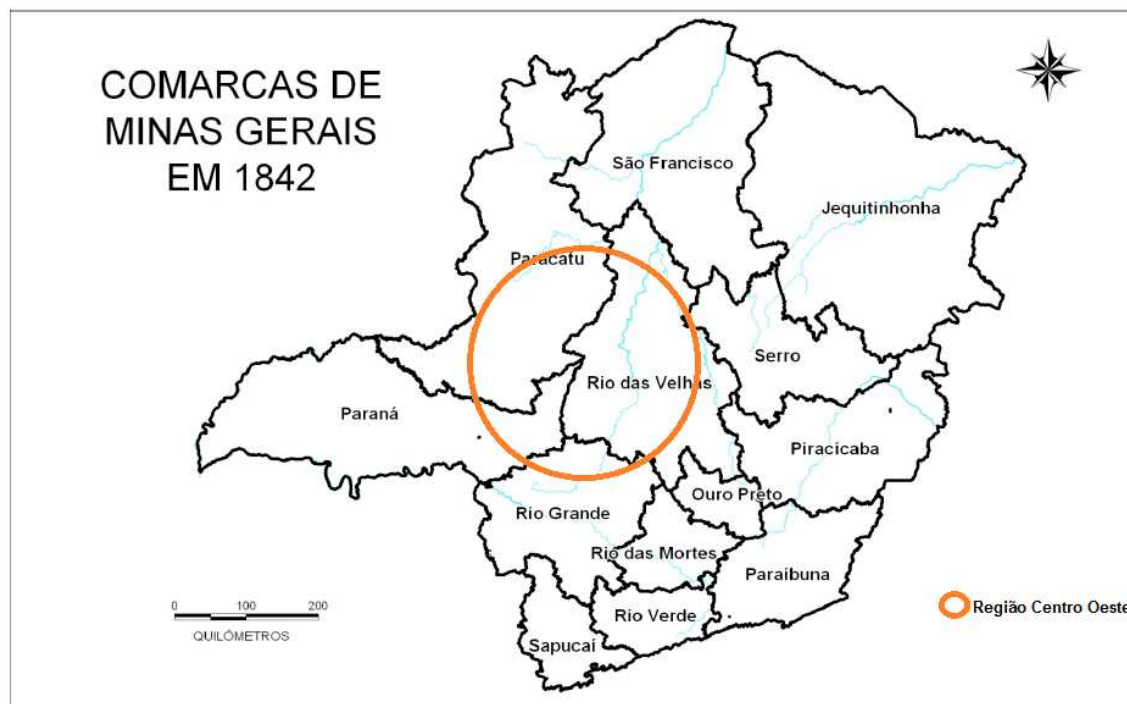 COMARCAS DE
MINAS GERAIS
EM 1842
São Francisco
Jequitinhonha
Paracatu
Serro
Rio das Velhas
Paraná
Piracicaba
Ouro Preto
Rio Grande
Rio das Mortes
Paraibuna
Rio Verde
Sapucaí
0 100 200
QUILÔMETROS
Região Centro Oeste